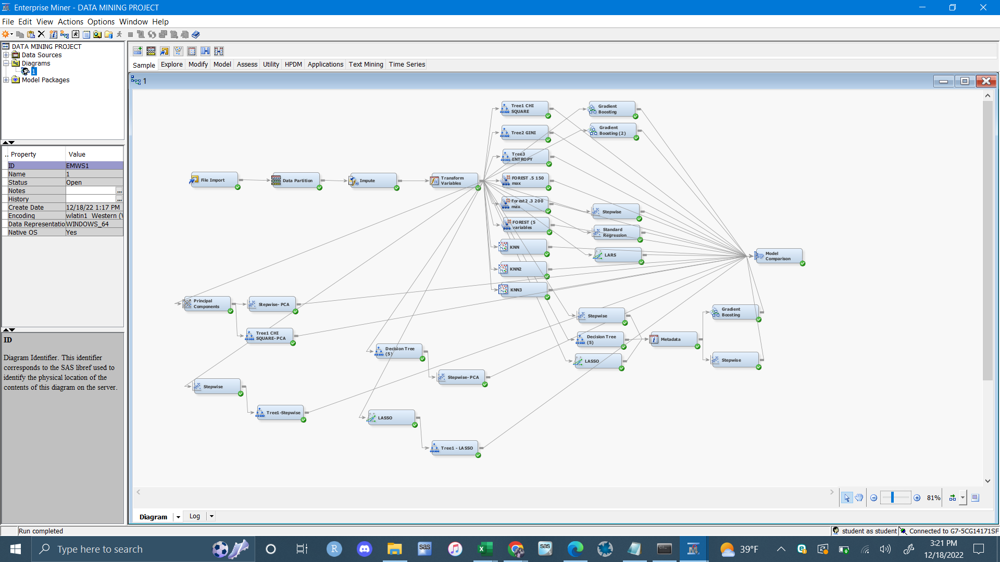 Enterprise Miner - DATA MINING PROJECT
File Edit View Actions Options Window Help
DATA MINING PROJECT
Data Sources
Diagrams
1
Model Packages
Sample Explore Modify Model Assess Utility HPDM Applications Text Mining Time Series
1
.. Property Value
ID EMWS1
Name 1
Status Open
Notes ...
History ...
Create Date 12/18/22 1:17 PM
Encoding wlatin1 Western (
Data Representatio WINDOWS_64
Native OS Yes
ID
Diagram Identifier. This identifier
corresponds to the SAS libref used to
identify the physical location of the
contents of this diagram on the server.
File Import
Data Partition
Impute
Transform
Variables
Tree1 CHI
SQUARE
Tree2 GINI
Tree3
ENTROPY
FOREST .5 150
max
Forest2 .3 200
max
FOREST (5
variables
KNN
KNN2
KNN3
Gradient
Boosting
Gradient
Boosting (2)
Stepwise
Standard
Regression
LARS
Model
Comparison
Principal
Components
Stepwise- PCA
Tree1 CHI
SQUARE- PCA
Stepwise
Tree1-Stepwise
Decision Tree
(5)
Stepwise- PCA
LASSO
Tree1 - LASSO
Stepwise
Decision Tree
(5)
LASSO
Metadata
Gradient
Boosting
Stepwise
81%
Diagram Log
Run completed
student as student Connected to G7-5CG14171SF
Type here to search
R
sas
sas
39°F
3:21 PM
12/18/2022